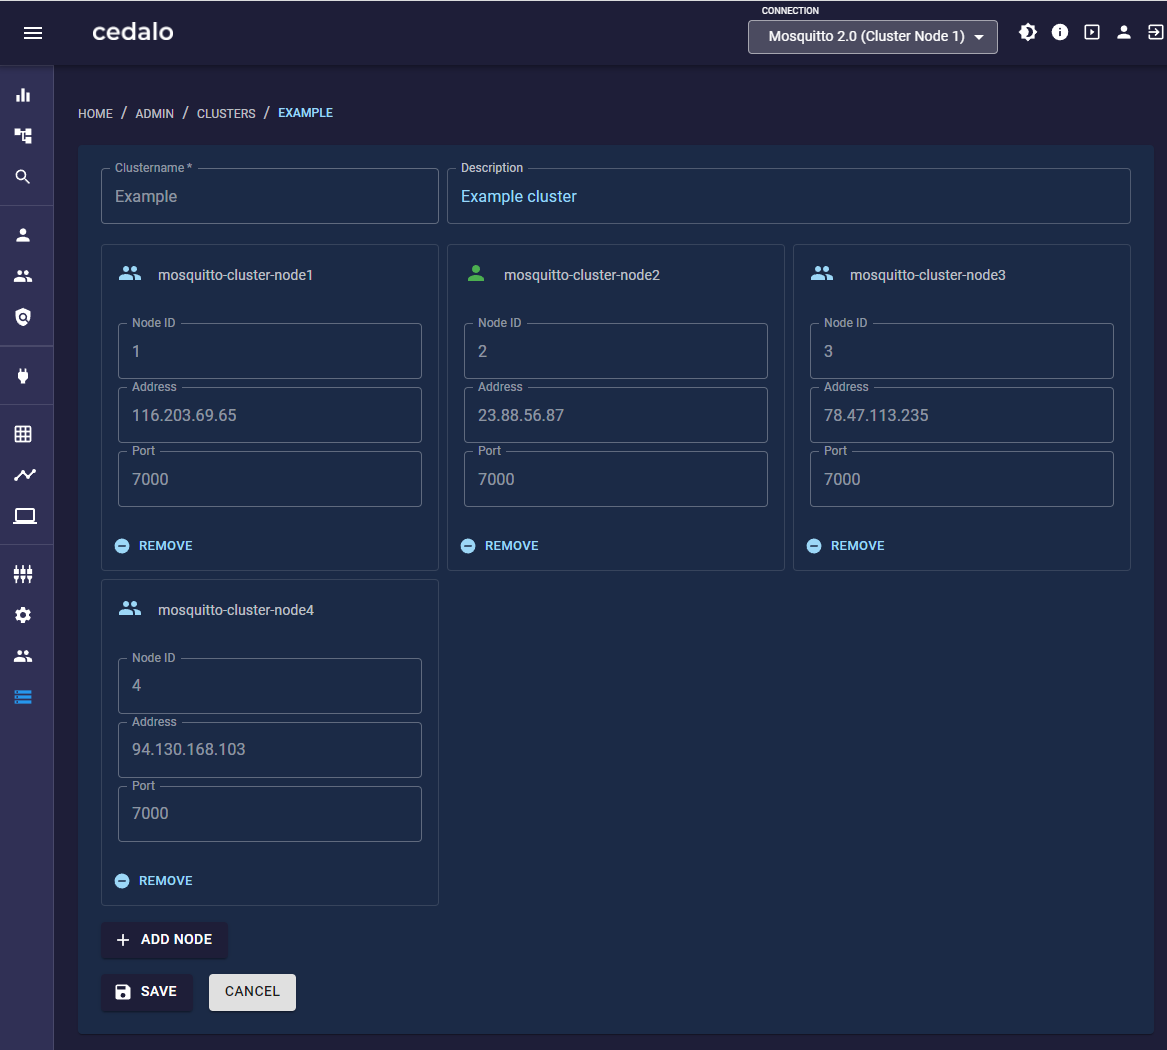 cedalo
CONNECTION
Mosquitto 2.0 (Cluster Node 1)
HOME / ADMIN / CLUSTERS / EXAMPLE
Clustername *
Example
Description
Example cluster
mosquitto-cluster-node1
Node ID
1
Address
116.203.69.65
Port
7000
REMOVE
mosquitto-cluster-node2
Node ID
2
Address
23.88.56.87
Port
7000
REMOVE
mosquitto-cluster-node3
Node ID
3
Address
78.47.113.235
Port
7000
REMOVE
mosquitto-cluster-node4
Node ID
4
Address
94.130.168.103
Port
7000
REMOVE
+ ADD NODE
SAVE
CANCEL